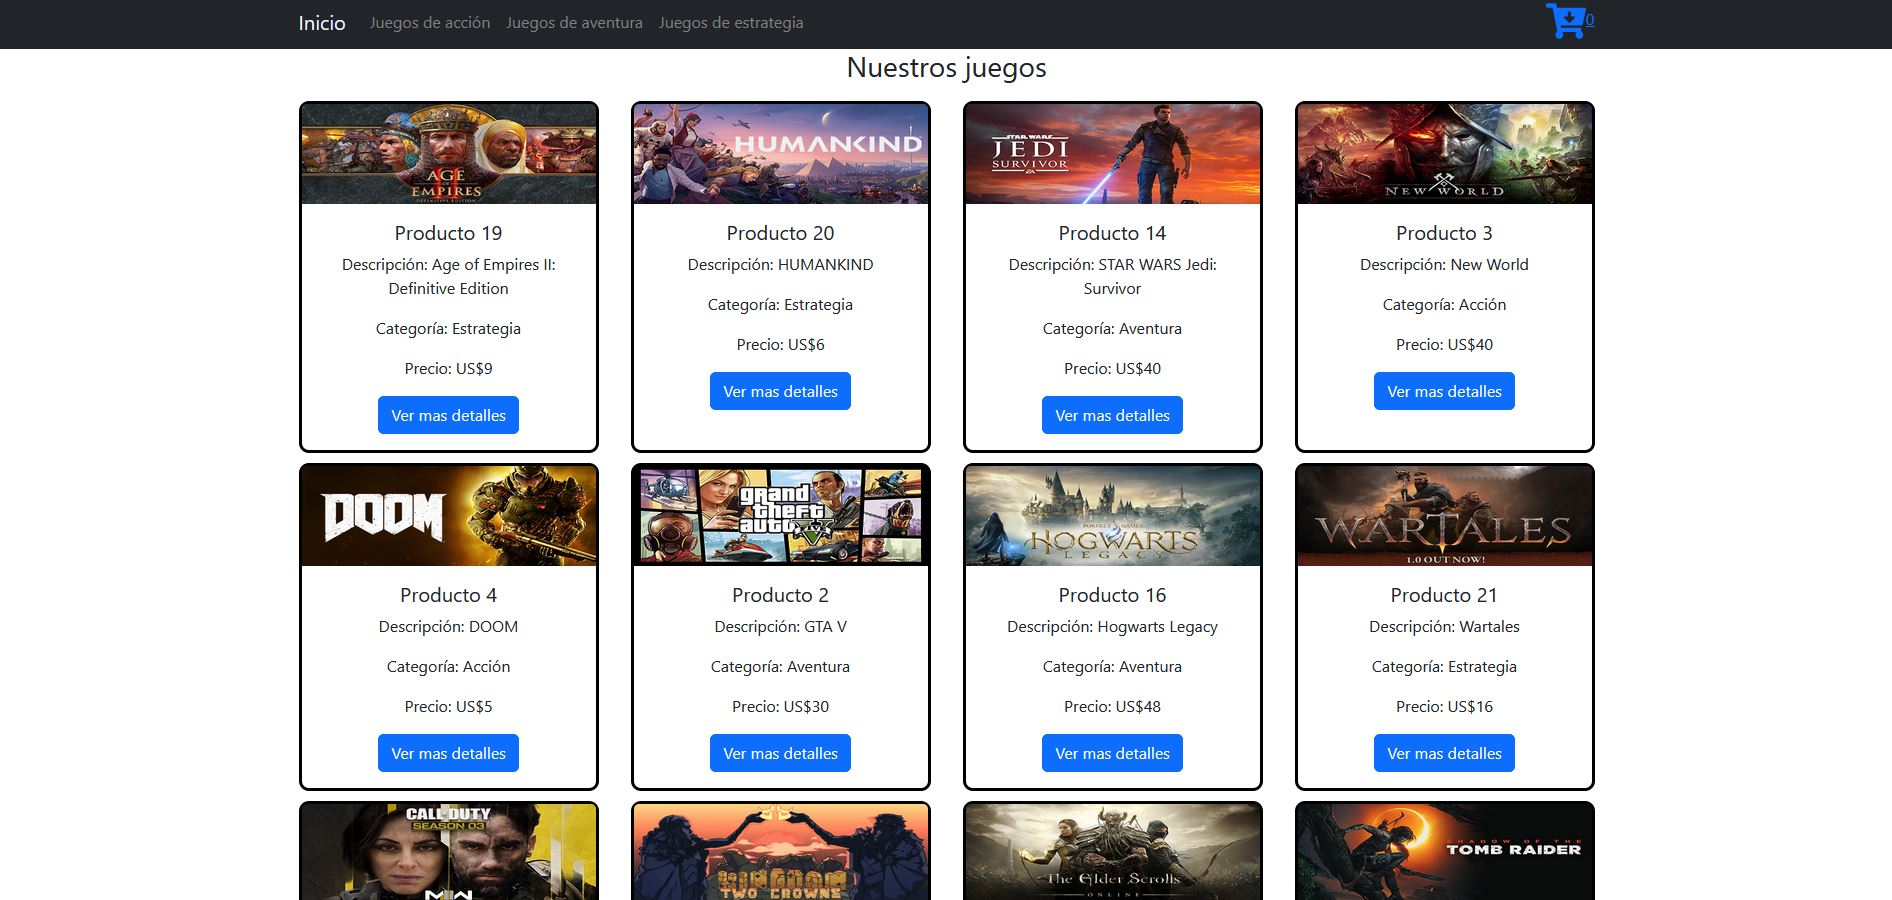 Inicio Juegos de acción Juegos de aventura Juegos de estrategia 0
Nuestros juegos
AGE OF EMPIRES II
DEFINITIVE EDITION
Producto 19
Descripción: Age of Empires II:
Definitive Edition
Categoría: Estrategia
Precio: US$9
Ver mas detalles
HUMANKIND
Producto 20
Descripción: HUMANKIND
Categoría: Estrategia
Precio: US$6
Ver mas detalles
STAR WARS
JEDI
SURVIVOR
EA
Producto 14
Descripción: STAR WARS Jedi:
Survivor
Categoría: Aventura
Precio: US$40
Ver mas detalles
NEW WORLD
Producto 3
Descripción: New World
Categoría: Acción
Precio: US$40
Ver mas detalles
DOOM
Producto 4
Descripción: DOOM
Categoría: Acción
Precio: US$5
Ver mas detalles
grand
theft
auto V
Producto 2
Descripción: GTA V
Categoría: Aventura
Precio: US$30
Ver mas detalles
PORTKEY GAMES
HOGWARTS
LEGACY
Producto 16
Descripción: Hogwarts Legacy
Categoría: Aventura
Precio: US$48
Ver mas detalles
WARTALES
1.0 OUT NOW!
Producto 21
Descripción: Wartales
Categoría: Estrategia
Precio: US$16
Ver mas detalles
CALL OF DUTY
SEASON 03
MW
KINGDOM
TWO CROWNS
The Elder Scrolls
ONLINE
SHADOW OF THE
TOMB RAIDER